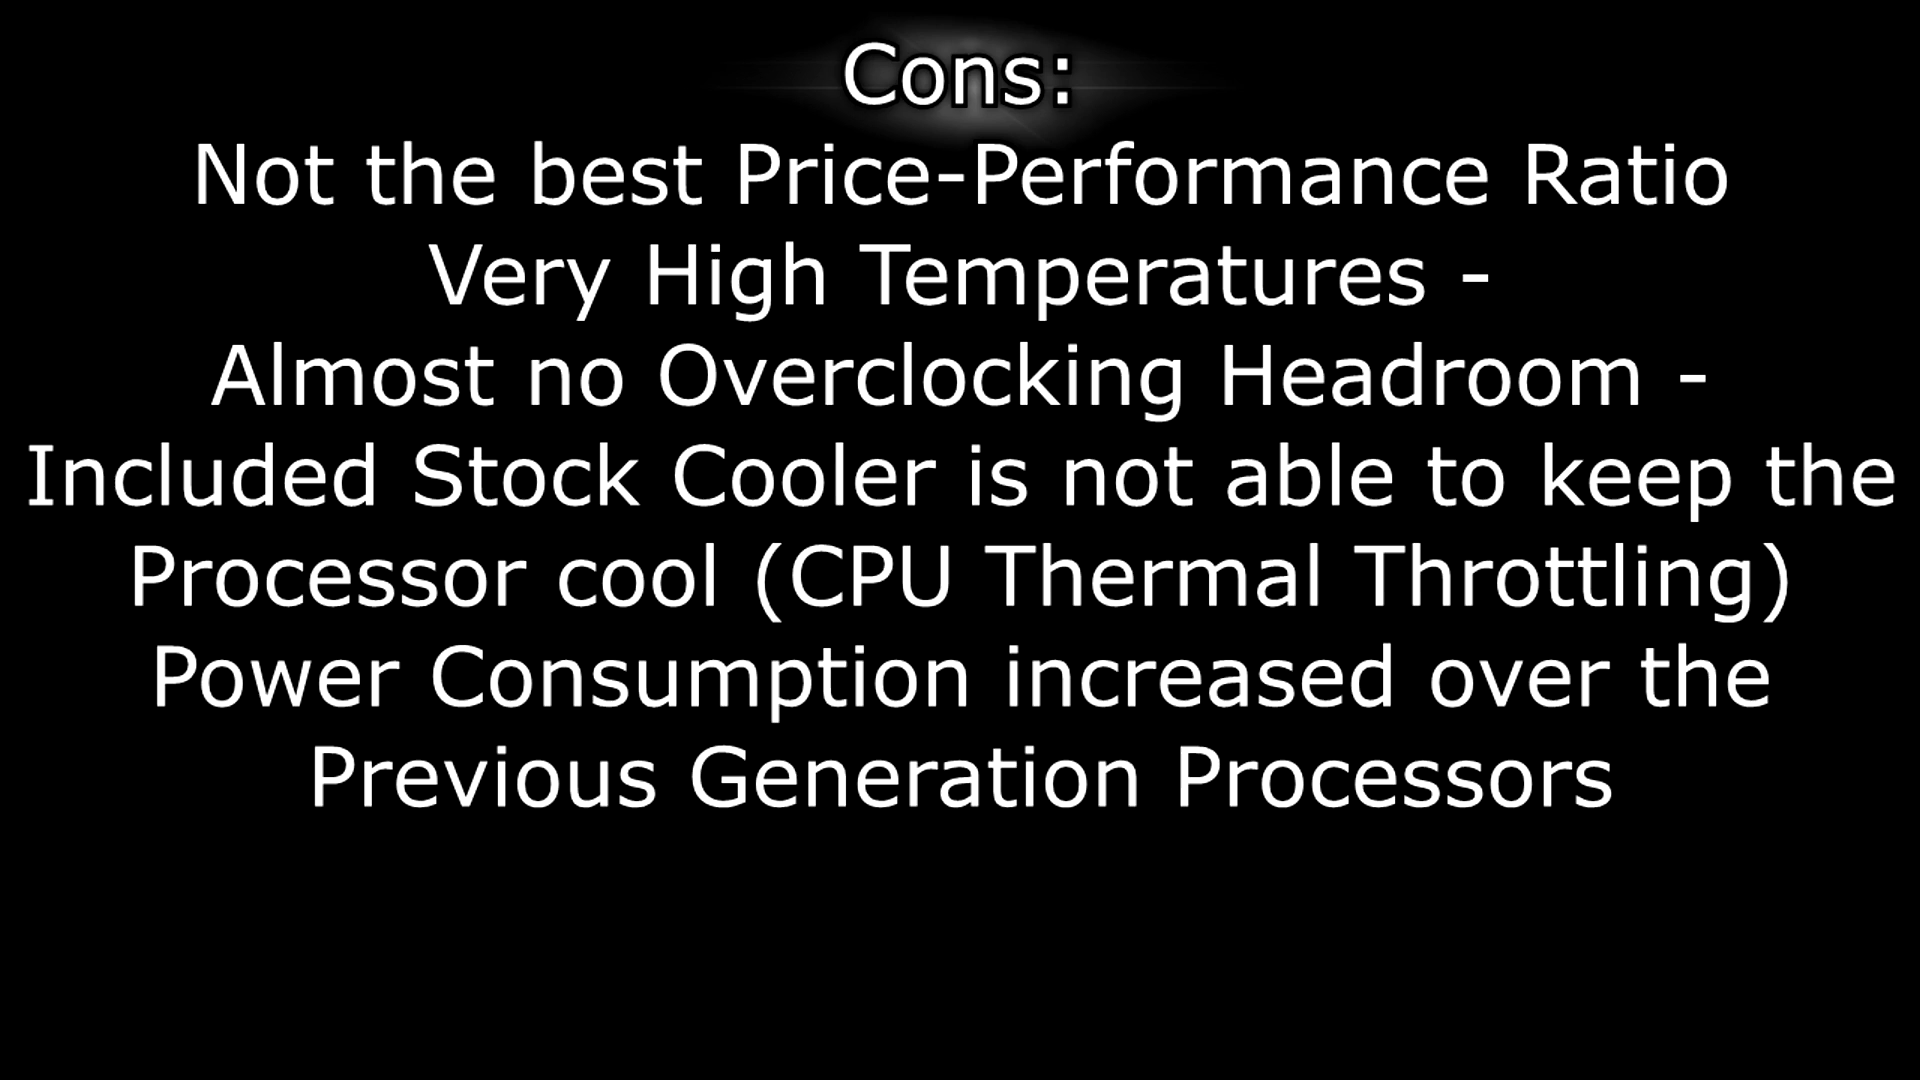 Cons:
Not the best Price-Performance Ratio
Very High Temperatures -
Almost no Overclocking Headroom -
Included Stock Cooler is not able to keep the
Processor cool (CPU Thermal Throttling)
Power Consumption increased over the
Previous Generation Processors